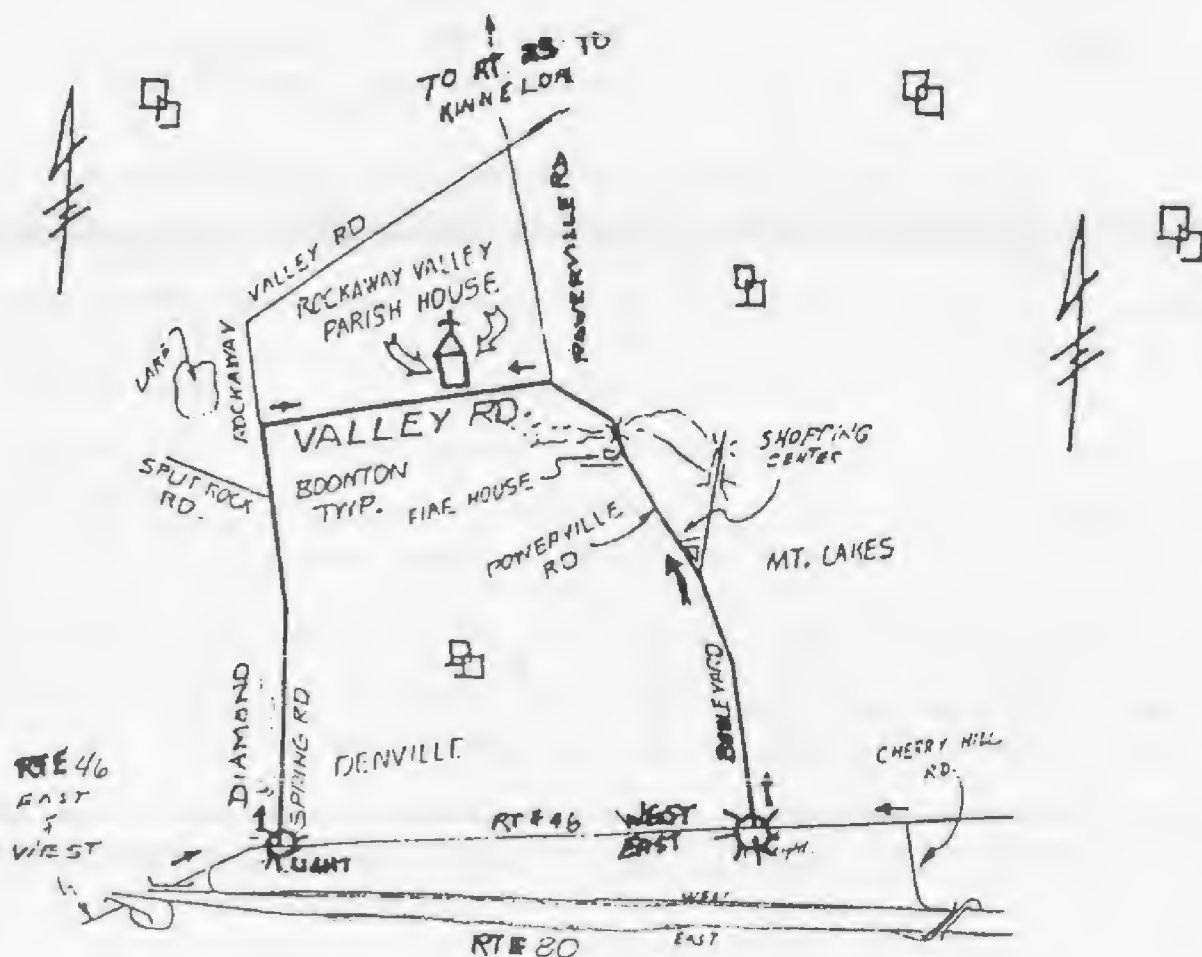 TO RT. 23 TO
KINNELON
VALLEY RD
ROCKAWAY
POWERVILLE RD
ROCKAWAY VALLEY
PARISH HOUSE
LAKE
VALLEY RD.
SPLIT ROCK
RD.
BOONTON
TWP.
FIRE HOUSE
SHOPPING
CENTER
POWERVILLE
RD
MT. LAKES
DIAMOND
SPRING RD
DENVILLE
BOULEVARD
CHERRY HILL
RD.
RTE 46
EAST
&
WEST
RT # 46
WEST
EAST
LIGHT
Light
WEST
EAST
RT # 80